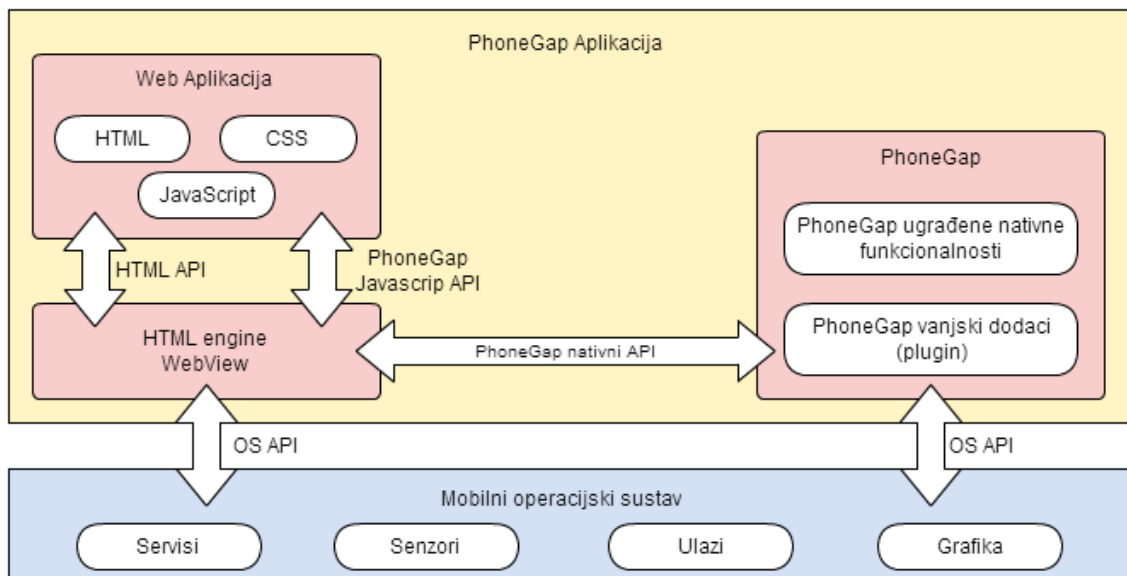 PhoneGap Aplikacija
Web Aplikacija
HTML
CSS
JavaScript
HTML API
PhoneGap
Javascrip API
HTML engine
WebView
PhoneGap nativni API
PhoneGap
PhoneGap ugrađene nativne
funkcionalnosti
PhoneGap vanjski dodaci
(plugin)
OS API
OS API
Mobilni operacijski sustav
Servisi
Senzori
Ulazi
Grafika